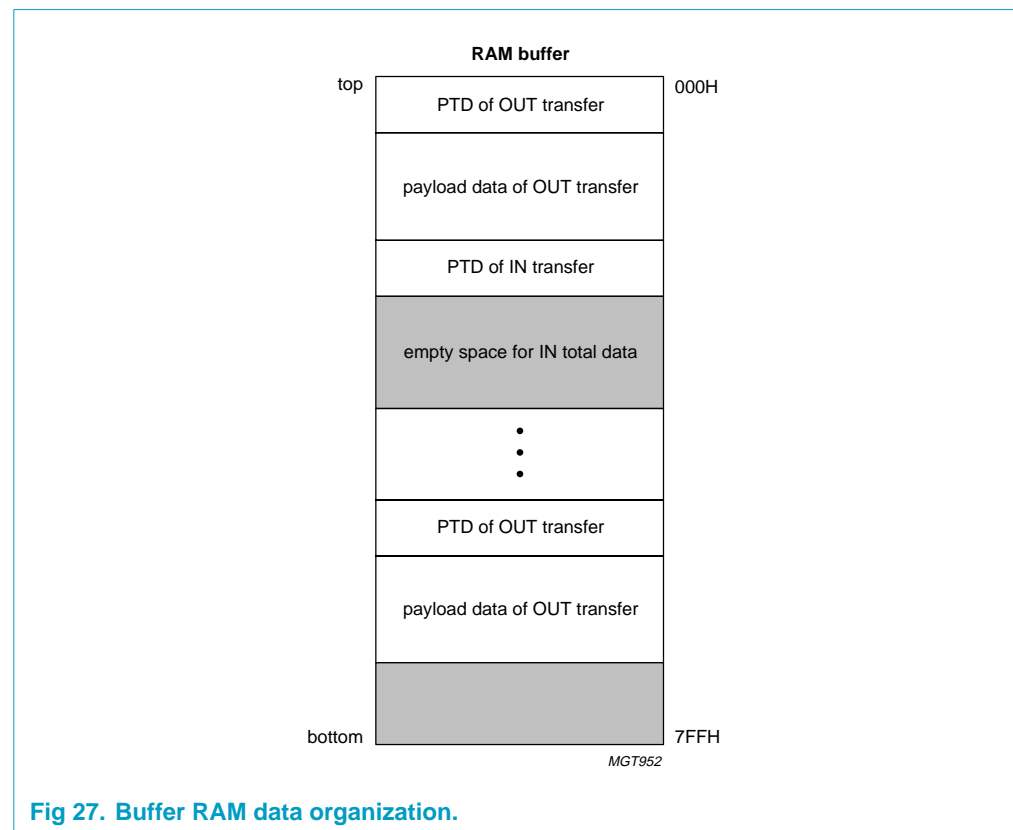 RAM buffer
top
000H
PTD of OUT transfer
payload data of OUT transfer
PTD of IN transfer
empty space for IN total data
PTD of OUT transfer
payload data of OUT transfer
bottom
7FFH
MGT952
Fig 27. Buffer RAM data organization.